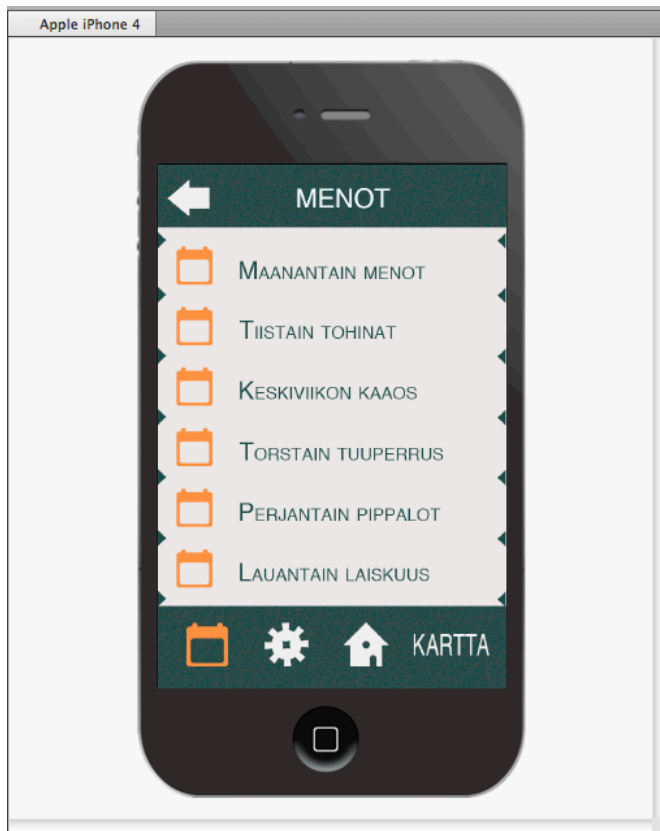 Apple iPhone 4
MENOT
Maanantain menot
Tiistain tohinat
Keskiviikon kaaos
Torstain tuuperrus
Perjantain pippalot
Lauantain laiskuus
KARTTA